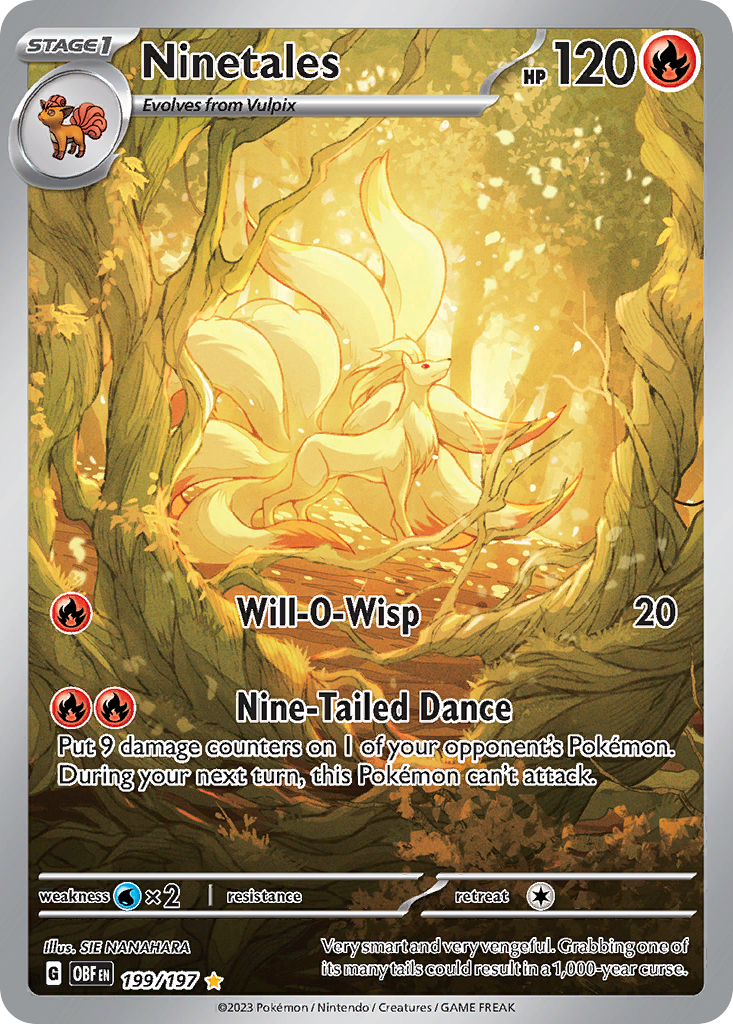 STAGE 1
Ninetales
HP 120
Evolves from Vulpix
Will-O-Wisp 20
Nine-Tailed Dance
Put 9 damage counters on 1 of your opponent's Pokémon.
During your next turn, this Pokémon can't attack.
weakness ×2 | resistance retreat
Illus. SIE NANAHARA
Very smart and very vengeful. Grabbing one of
its many tails could result in a 1,000-year curse.
G OBF EN 199/197
©2023 Pokémon / Nintendo / Creatures / GAME FREAK